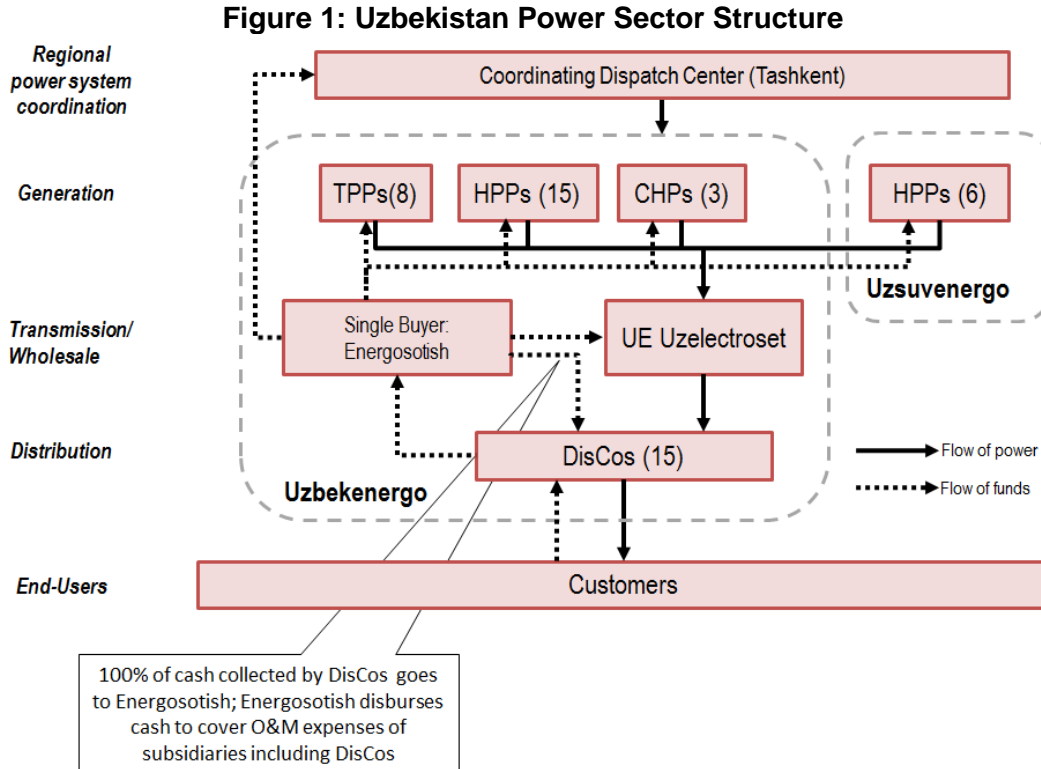 Figure 1: Uzbekistan Power Sector Structure
Regional
power system
coordination
Coordinating Dispatch Center (Tashkent)
Generation
TPPs(8)
HPPs (15)
CHPs (3)
HPPs (6)
Uzsuvenergo
Transmission/
Wholesale
Single Buyer:
Energosotish
UE Uzelectroset
Distribution
DisCos (15)
Uzbekenergo
Flow of power
Flow of funds
End-Users
Customers
100% of cash collected by DisCos goes
to Energosotish; Energosotish disburses
cash to cover O&M expenses of
subsidiaries including DisCos